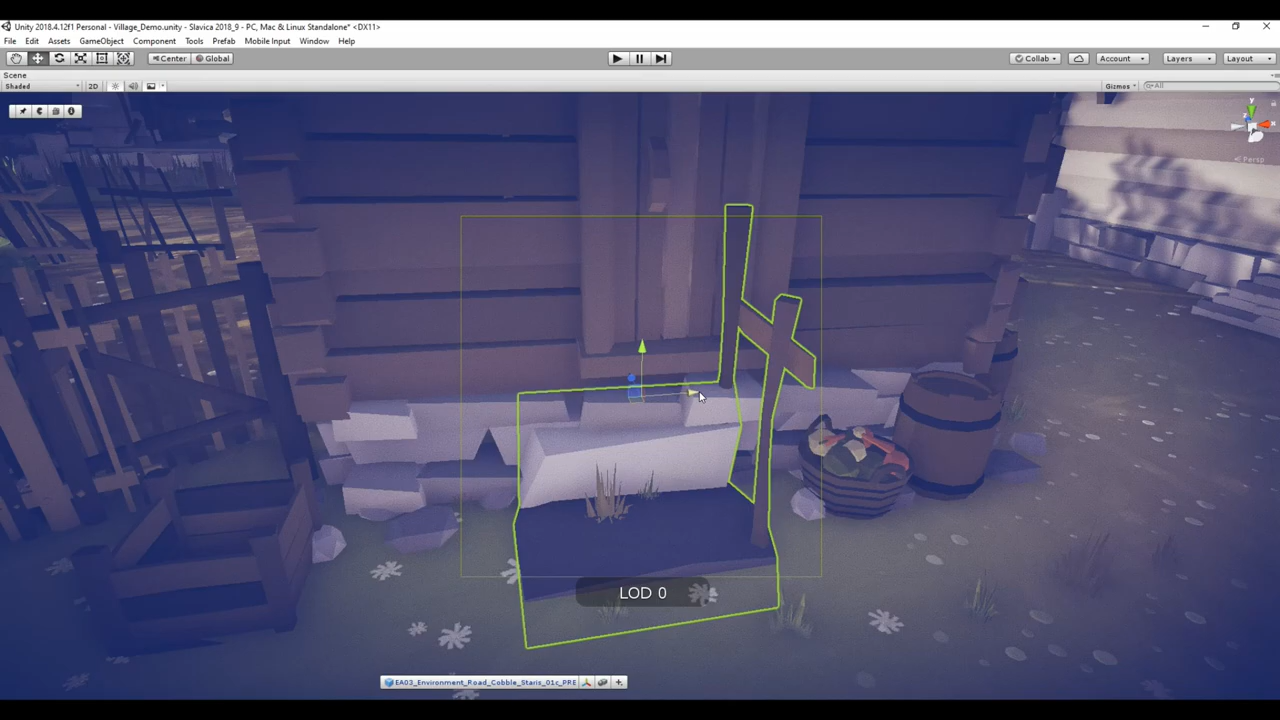 Unity 2018.4.12f1 Personal - Village_Demo.unity - Slavica 2018_9 - PC, Mac & Linux Standalone* <DX11>
File Edit Assets GameObject Component Tools Prefab Mobile Input Window Help
Center Global Collab Account Layers Layout
Scene
Shaded 2D Gizmos All
y
x
Persp
LOD 0
EA03_Environment_Road_Cobble_Staris_01c_PRE